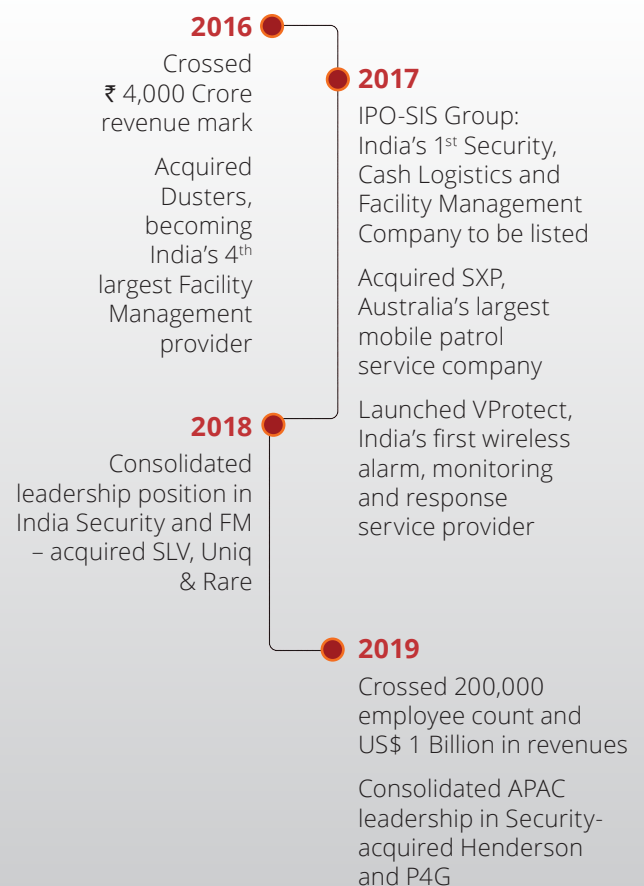 2016
Crossed
₹ 4,000 Crore
revenue mark
Acquired
Dusters,
becoming
India's 4th
largest Facility
Management
provider
2017
IPO-SIS Group:
India's 1st Security,
Cash Logistics and
Facility Management
Company to be listed
Acquired SXP,
Australia's largest
mobile patrol
service company
Launched VProtect,
India's first wireless
alarm, monitoring
and response
service provider
2018
Consolidated
leadership position in
India Security and FM
– acquired SLV, Uniq
& Rare
2019
Crossed 200,000
employee count and
US$ 1 Billion in revenues
Consolidated APAC
leadership in Security-
acquired Henderson
and P4G